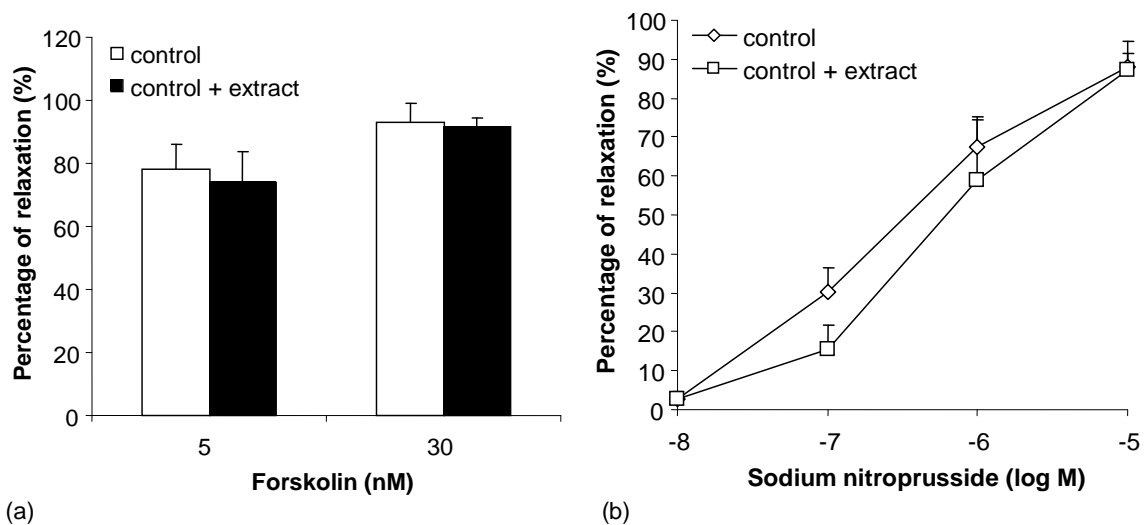 120
100
80
60
40
20
0
Percentage of relaxation (%)
control
control + extract
5
30
Forskolin (nM)
(a)
100
90
80
70
60
50
40
30
20
10
0
Percentage of relaxation (%)
control
control + extract
-8
-7
-6
-5
Sodium nitroprusside (log M)
(b)